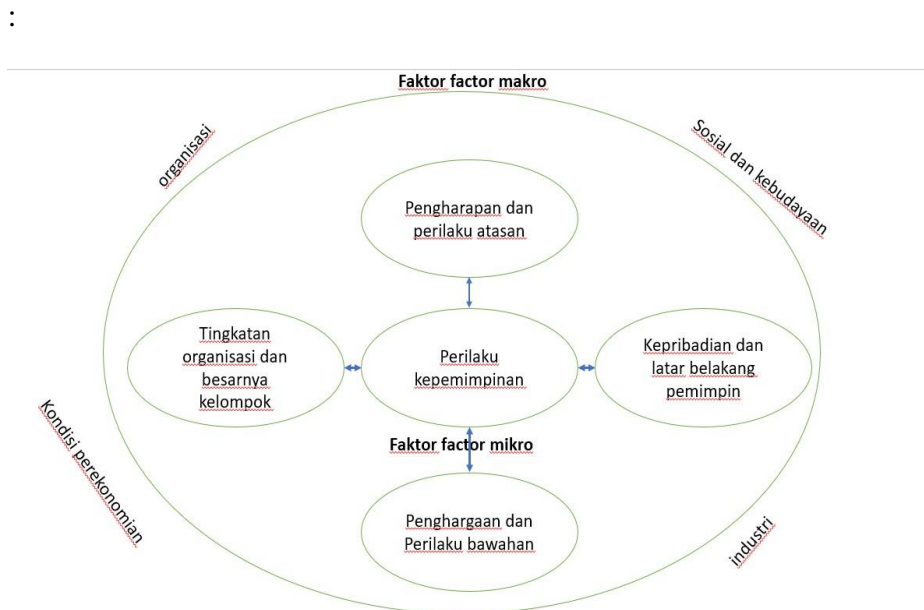 :
Faktor factor makro
organisasi
Sosial dan kebudayaan
Pengharapan dan
perilaku atasan
Tingkatan
organisasi dan
besarnya
kelompok
Perilaku
kepemimpinan
Kepribadian dan
latar belakang
pemimpin
Kondisi perekonomian
Faktor factor mikro
Penghargaan dan
Perilaku bawahan
industri